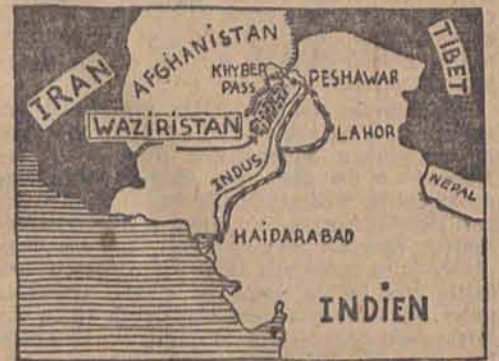 IRAN
AFGHANISTAN
TIBET
KHYBER
PASS
PESHAWAR
WAZIRISTAN
LAHOR
INDUS
NEPAL
HAiDARABAD
INDIEN